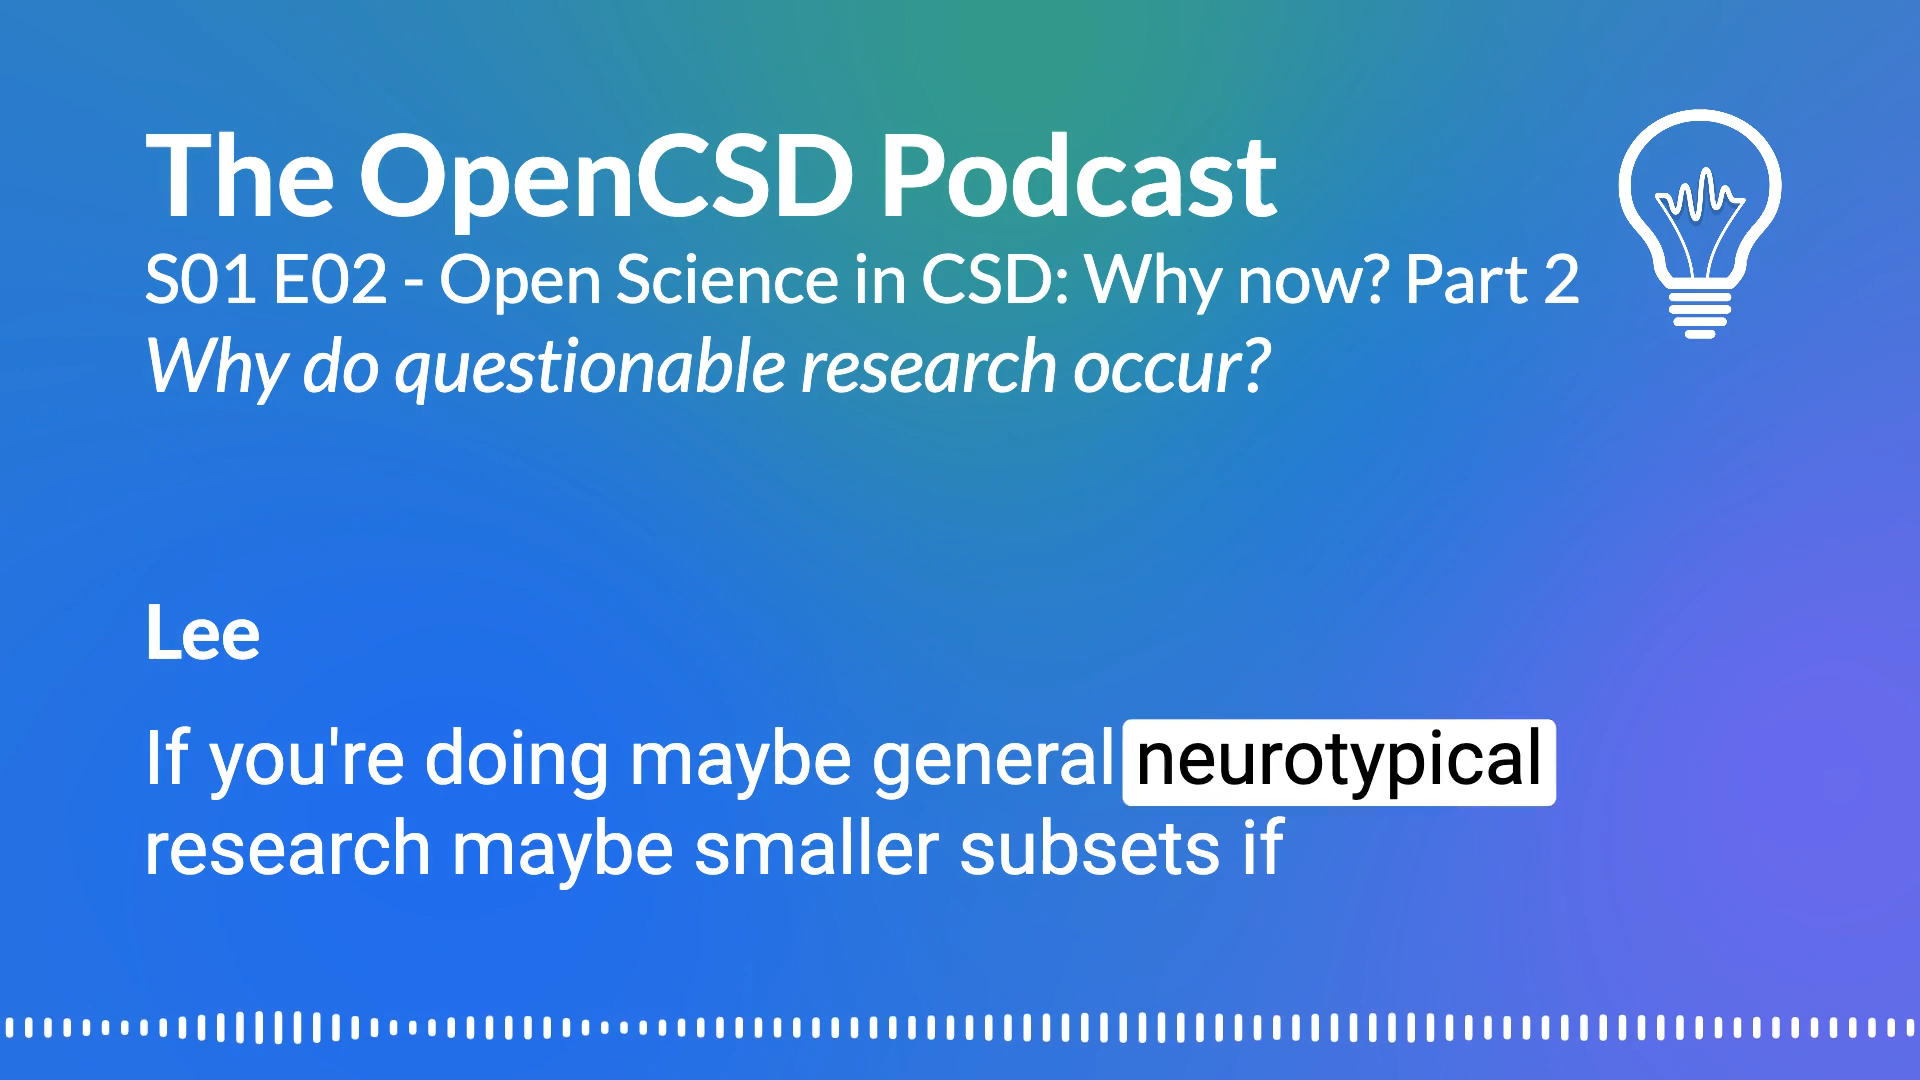 The OpenCSD Podcast
S01 E02 - Open Science in CSD: Why now? Part 2
Why do questionable research occur?
Lee
If you're doing maybe general neurotypical
research maybe smaller subsets if